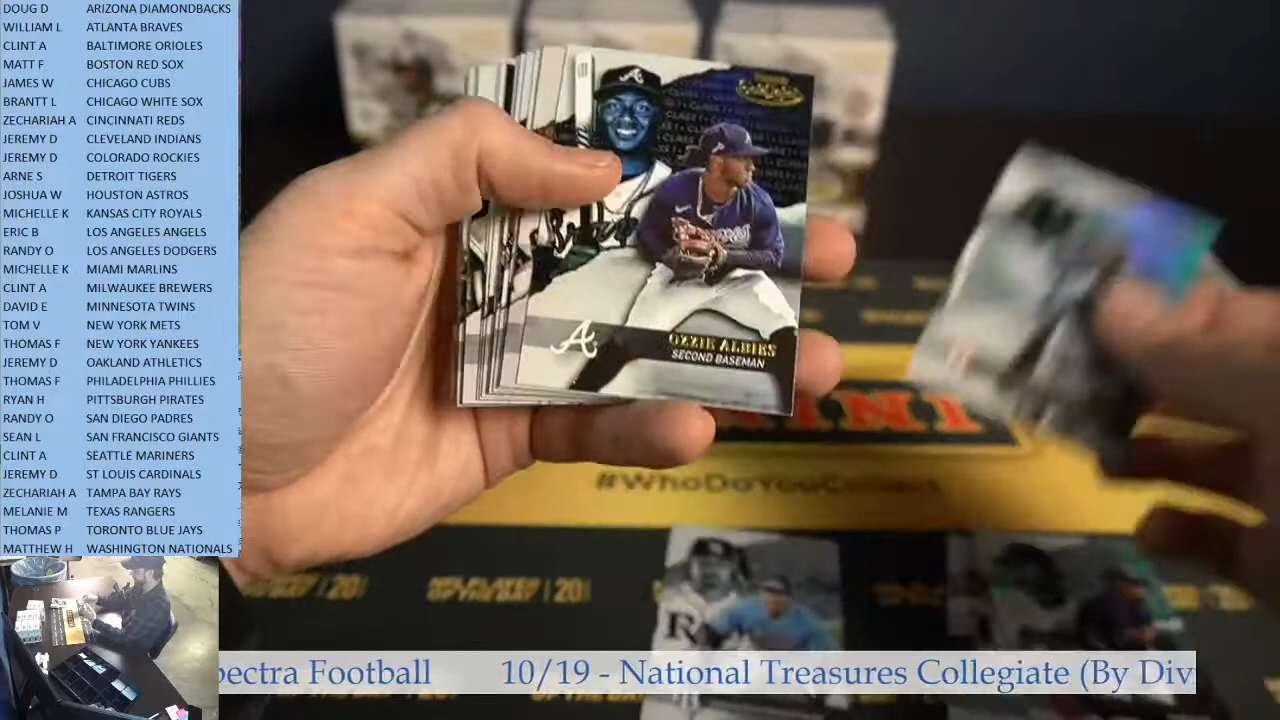 DOUG D ARIZONA DIAMONDBACKS
WILLIAM L ATLANTA BRAVES
CLINT A BALTIMORE ORIOLES
MATT F BOSTON RED SOX
JAMES W CHICAGO CUBS
BRANTT L CHICAGO WHITE SOX
ZECHARIAH A CINCINNATI REDS
JEREMY D CLEVELAND INDIANS
JEREMY D COLORADO ROCKIES
ARNE S DETROIT TIGERS
JOSHUA W HOUSTON ASTROS
MICHELLE K KANSAS CITY ROYALS
ERIC B LOS ANGELES ANGELS
RANDY O LOS ANGELES DODGERS
MICHELLE K MIAMI MARLINS
CLINT A MILWAUKEE BREWERS
DAVID E MINNESOTA TWINS
TOM V NEW YORK METS
THOMAS F NEW YORK YANKEES
JEREMY D OAKLAND ATHLETICS
THOMAS F PHILADELPHIA PHILLIES
RYAN H PITTSBURGH PIRATES
RANDY O SAN DIEGO PADRES
SEAN L SAN FRANCISCO GIANTS
CLINT A SEATTLE MARINERS
JEREMY D ST LOUIS CARDINALS
ZECHARIAH A TAMPA BAY RAYS
MELANIE M TEXAS RANGERS
THOMAS P TORONTO BLUE JAYS
MATTHEW H WASHINGTON NATIONALS
A
OZZIE ALBIES
SECOND BASEMAN
#WhoDoYouCollect
R
pectra Football 10/19 - National Treasures Collegiate (By Div